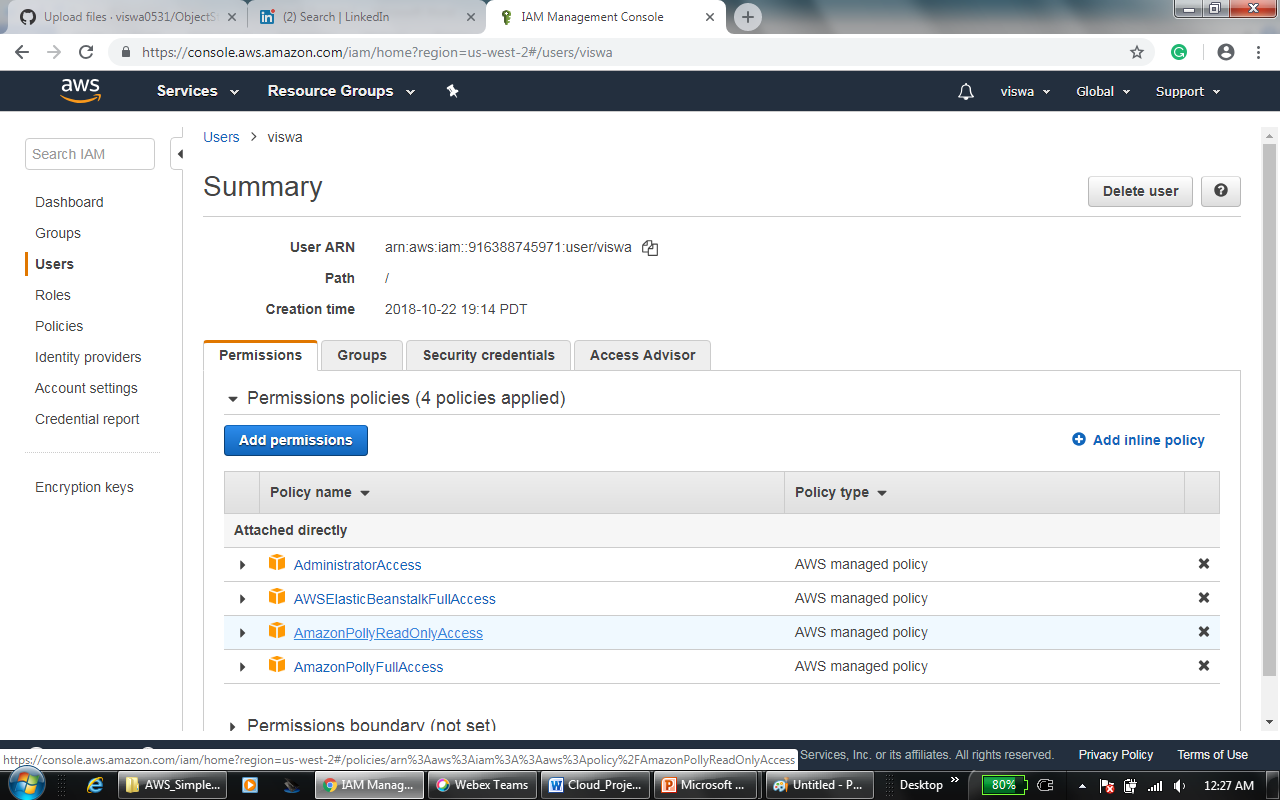 Upload files · viswa0531/ObjectS
(2) Search | LinkedIn
IAM Management Console
https://console.aws.amazon.com/iam/home?region=us-west-2#/users/viswa
aws Services Resource Groups viswa Global Support
Search IAM
Dashboard
Groups
Users
Roles
Policies
Identity providers
Account settings
Credential report
Encryption keys
Users > viswa
Summary
Delete user
User ARN arn:aws:iam::916388745971:user/viswa
Path /
Creation time 2018-10-22 19:14 PDT
Permissions Groups Security credentials Access Advisor
Permissions policies (4 policies applied)
Add permissions Add inline policy
Policy name Policy type
Attached directly
AdministratorAccess AWS managed policy
AWSElasticBeanstalkFullAccess AWS managed policy
AmazonPollyReadOnlyAccess AWS managed policy
AmazonPollyFullAccess AWS managed policy
Permissions boundary (not set)
Services, Inc. or its affiliates. All rights reserved. Privacy Policy Terms of Use
https://console.aws.amazon.com/iam/home?region=us-west-2#/policies/arn%3Aaws%3Aiam%3A%3Aaws%3Apolicy%2FAmazonPollyReadOnlyAccess
AWS_Simple... IAM Manag... Webex Teams Cloud_Proje... Microsoft ... Untitled - P... Desktop 80% 12:27 AM